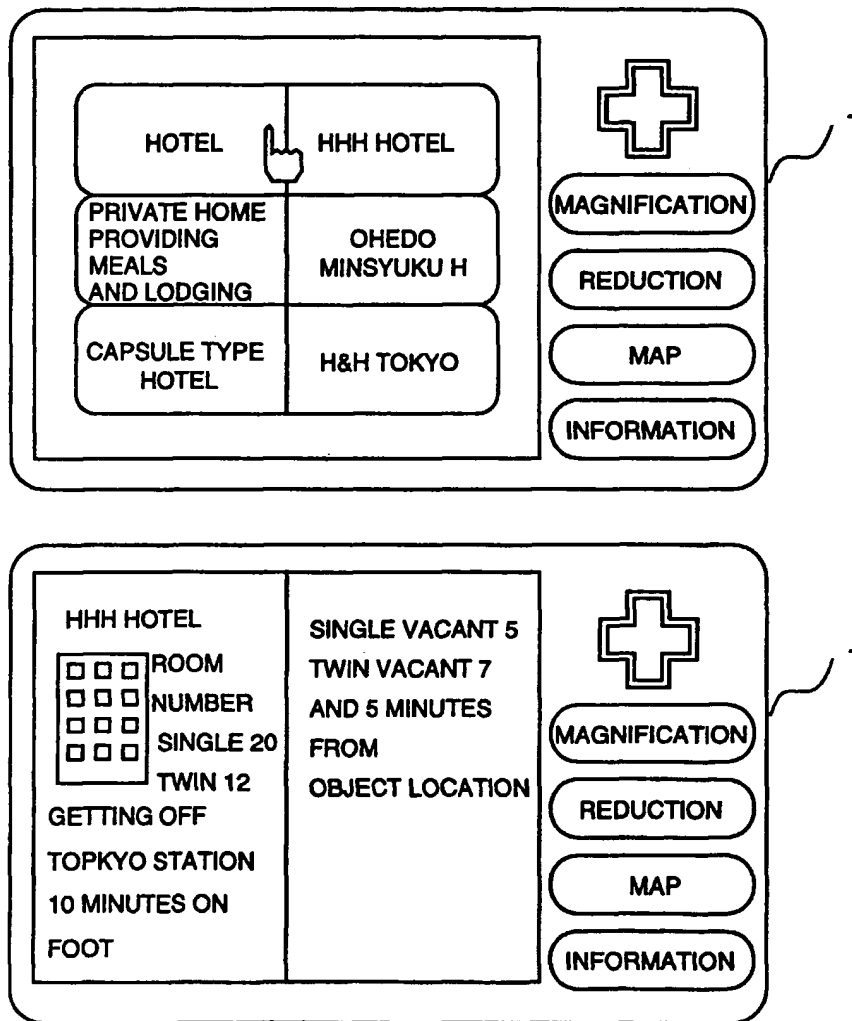 HOTEL
HHH HOTEL
PRIVATE HOME
PROVIDING
MEALS
AND LODGING
OHEDO
MINSYUKU H
CAPSULE TYPE
HOTEL
H&H TOKYO
MAGNIFICATION
REDUCTION
MAP
INFORMATION
HHH HOTEL
ROOM
NUMBER
SINGLE 20
TWIN 12
GETTING OFF
TOPKYO STATION
10 MINUTES ON
FOOT
SINGLE VACANT 5
TWIN VACANT 7
AND 5 MINUTES
FROM
OBJECT LOCATION
MAGNIFICATION
REDUCTION
MAP
INFORMATION